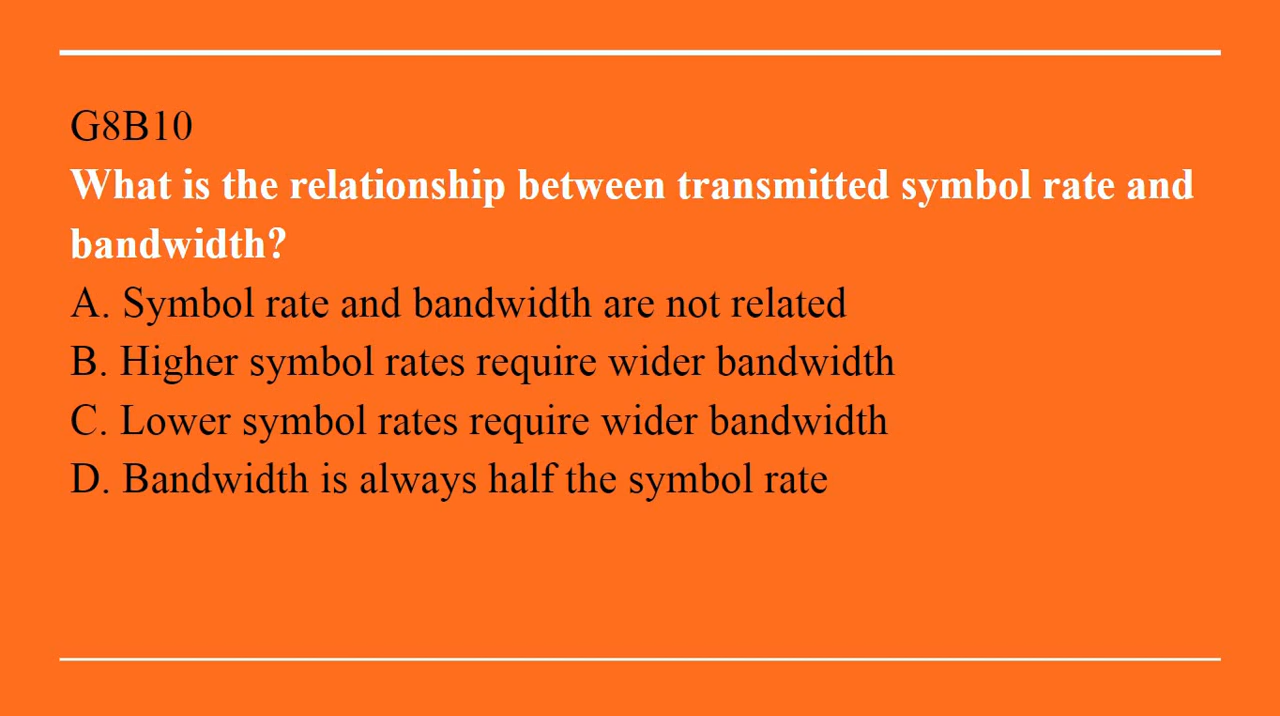 G8B10
What is the relationship between transmitted symbol rate and
bandwidth?
A. Symbol rate and bandwidth are not related
B. Higher symbol rates require wider bandwidth
C. Lower symbol rates require wider bandwidth
D. Bandwidth is always half the symbol rate